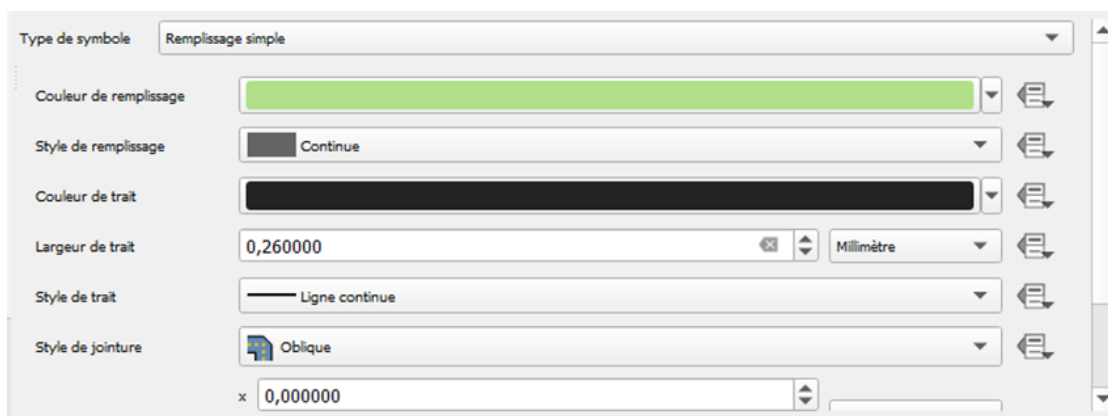 Type de symbole Remplissage simple
Couleur de remplissage
Style de remplissage Continue
Couleur de trait
Largeur de trait 0,260000 Millimètre
Style de trait Ligne continue
Style de jointure Oblique
x 0,000000